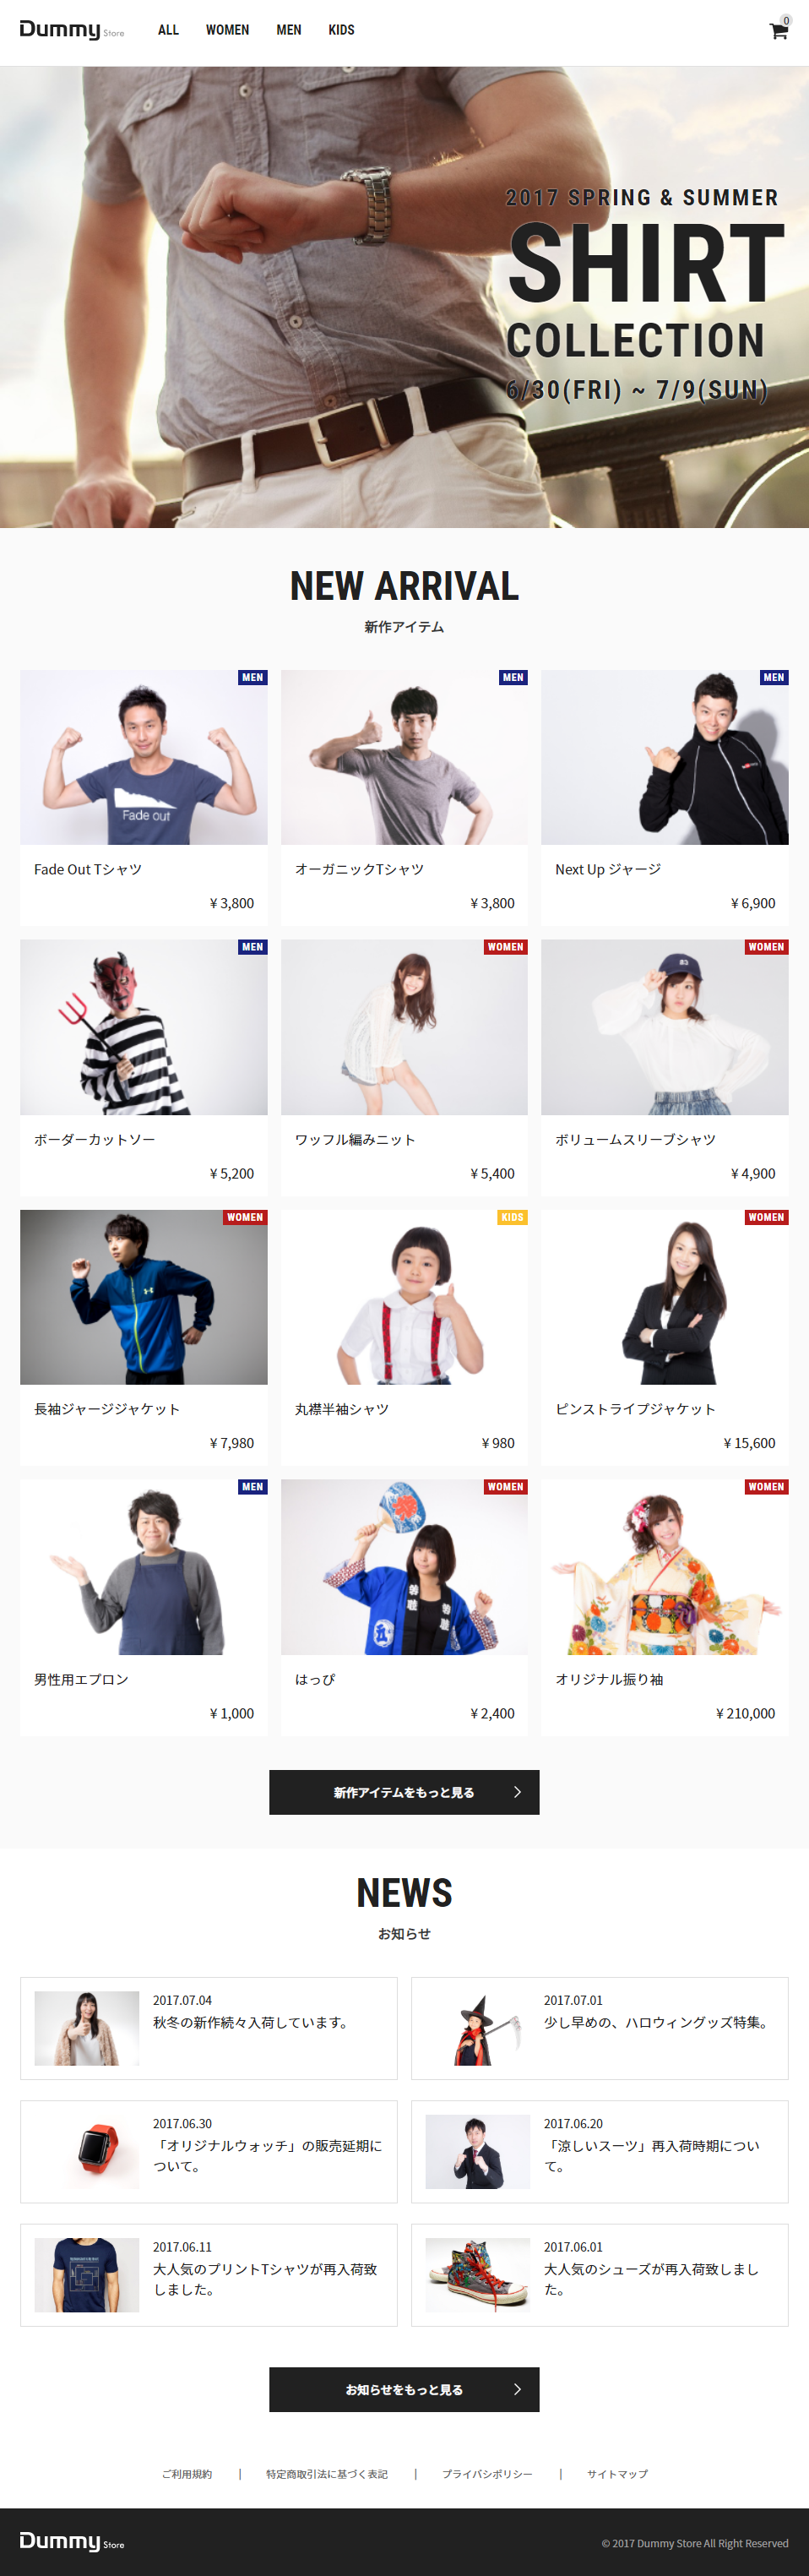 Dummy Store
ALL WOMEN MEN KIDS
0
2017 SPRING & SUMMER
SHIRT
COLLECTION
6/30(FRI) ~ 7/9(SUN)
NEW ARRIVAL
新作アイテム
MEN
Fade out
Fade Out Tシャツ
¥ 3,800
MEN
オーガニックTシャツ
¥ 3,800
MEN
Next Up ジャージ
¥ 6,900
MEN
ボーダーカットソー
¥ 5,200
WOMEN
ワッフル編みニット
¥ 5,400
WOMEN
ボリュームスリーブシャツ
¥ 4,900
WOMEN
長袖ジャージジャケット
¥ 7,980
KIDS
丸襟半袖シャツ
¥ 980
WOMEN
ピンストライプジャケット
¥ 15,600
MEN
男性用エプロン
¥ 1,000
WOMEN
はっぴ
¥ 2,400
WOMEN
オリジナル振り袖
¥ 210,000
新作アイテムをもっと見る
NEWS
お知らせ
2017.07.04
秋冬の新作続々入荷しています。
2017.07.01
少し早めの、ハロウィングッズ特集。
2017.06.30
「オリジナルウォッチ」の販売延期に
ついて。
2017.06.20
「涼しいスーツ」再入荷時期につい
て。
2017.06.11
大人気のプリントTシャツが再入荷致
しました。
2017.06.01
大人気のシューズが再入荷致しまし
た。
お知らせをもっと見る
ご利用規約 | 特定商取引法に基づく表記 | プライバシポリシー | サイトマップ
Dummy Store
© 2017 Dummy Store All Right Reserved